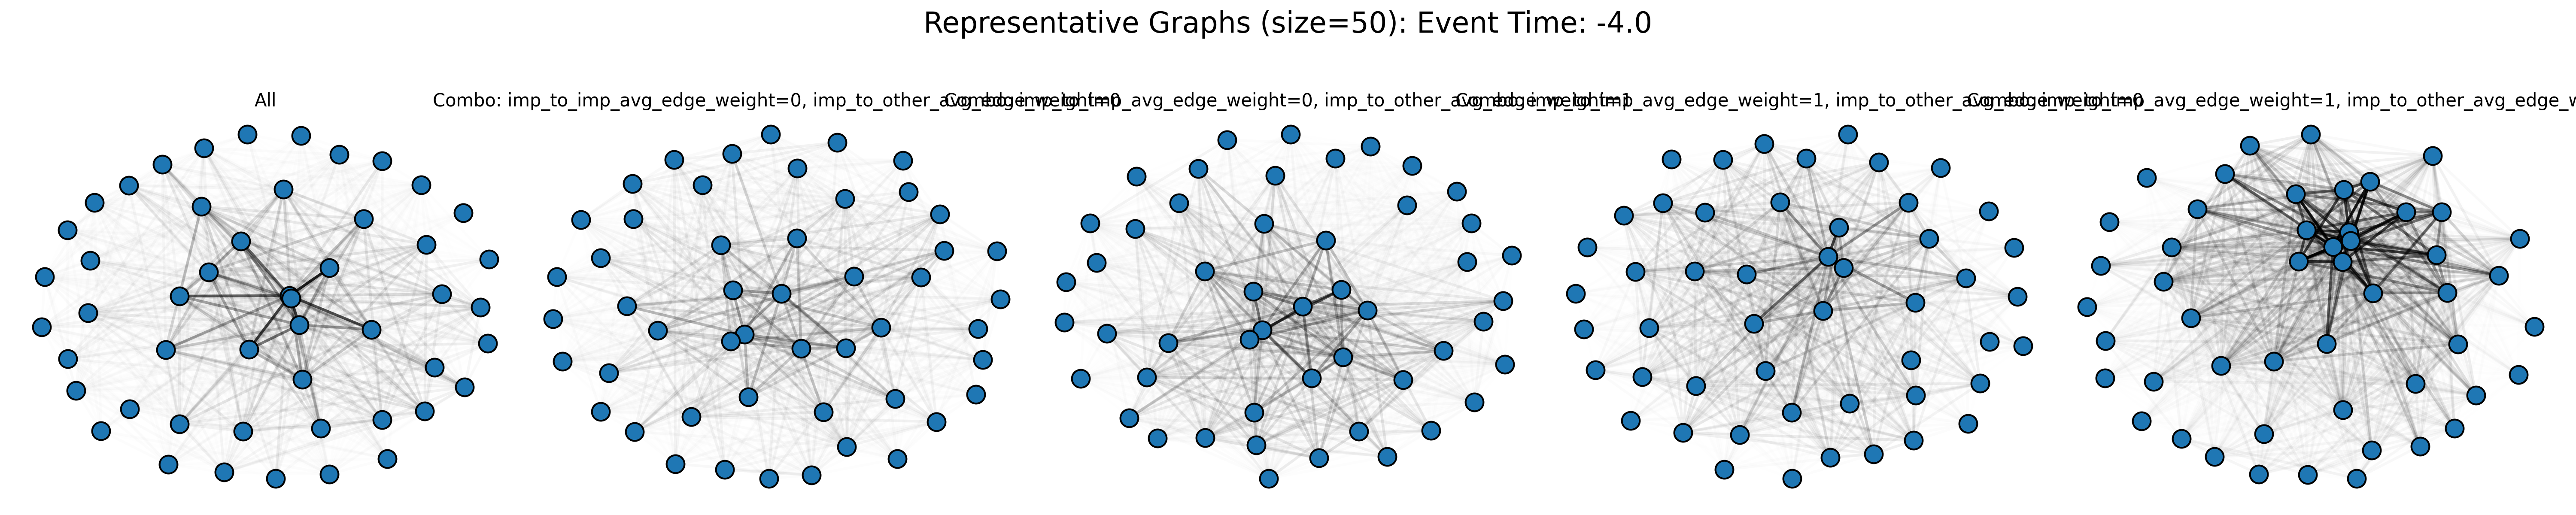 Representative Graphs (size=50): Event Time: -4.0
All
Combo: imp_to_imp_avg_edge_weight=0, imp_to_other_avg_edge_weight=0
Combo: imp_to_imp_avg_edge_weight=0, imp_to_other_avg_edge_weight=1
Combo: imp_to_imp_avg_edge_weight=1, imp_to_other_avg_edge_weight=0
Combo: imp_to_imp_avg_edge_weight=1, imp_to_other_avg_edge_w